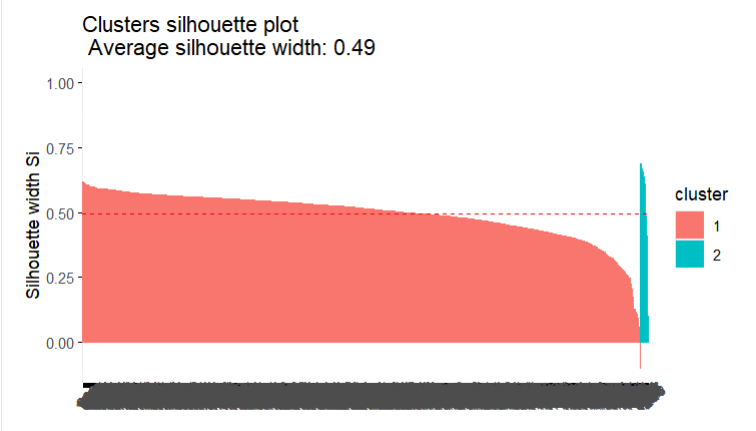 Clusters silhouette plot
Average silhouette width: 0.49
1.00
0.75
0.50
0.25
0.00
Silhouette width Si
cluster
1
2